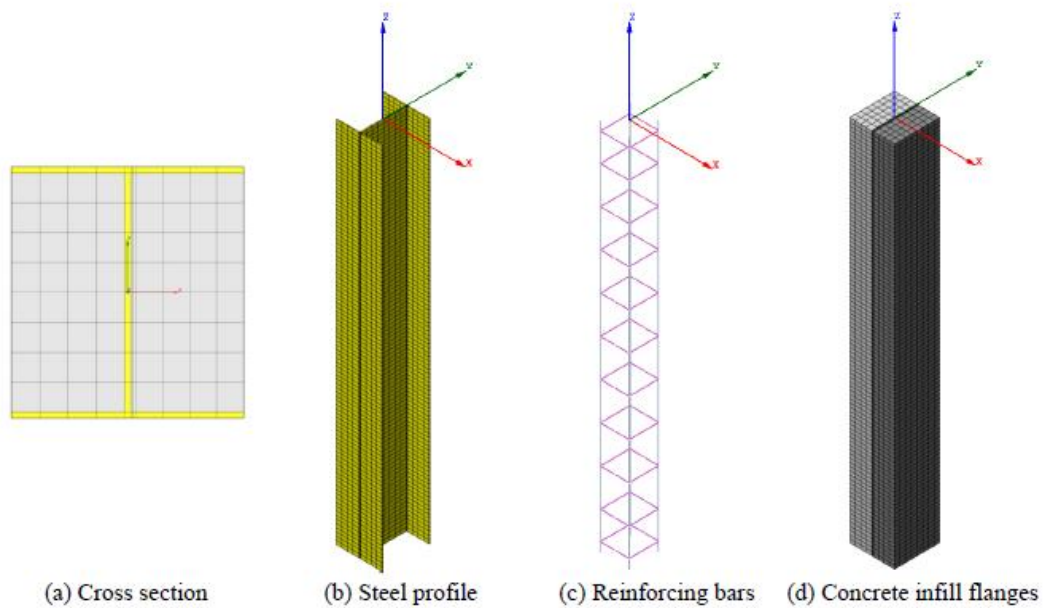 Z
Y
X
Z
Y
X
Z
Y
X
(a) Cross section
(b) Steel profile
(c) Reinforcing bars
(d) Concrete infill flanges